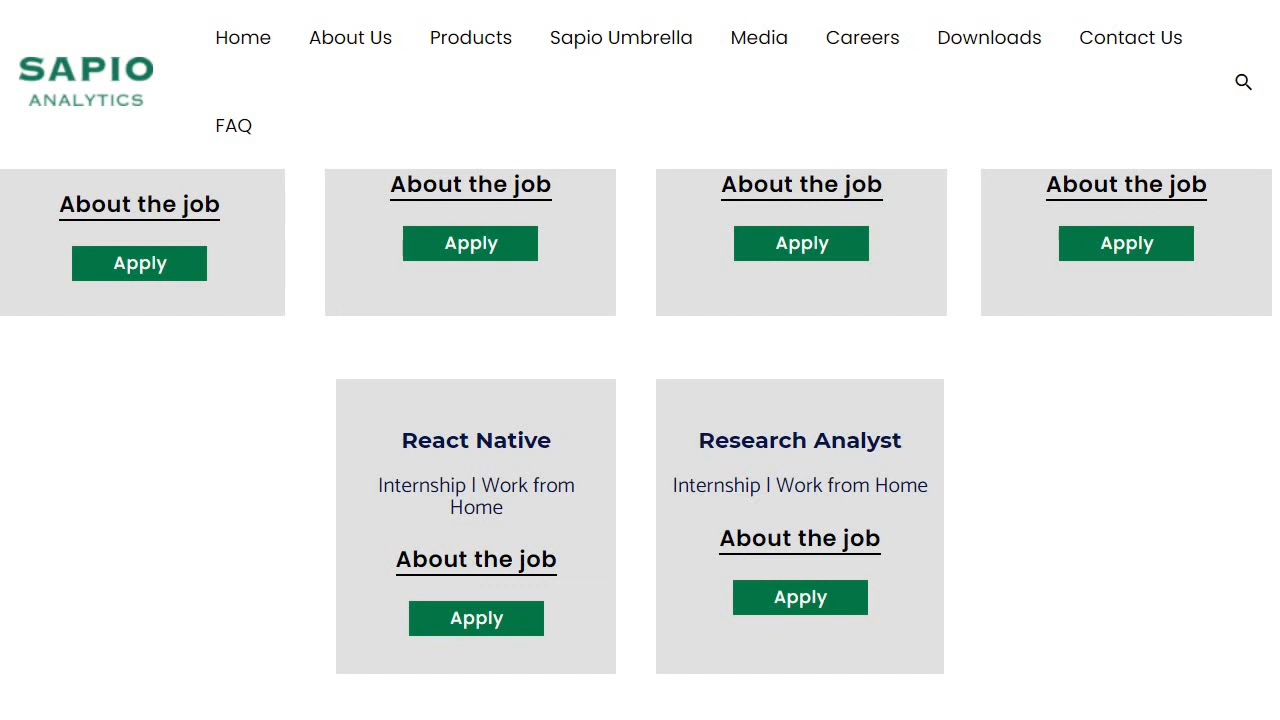 Home About Us Products Sapio Umbrella Media Careers Downloads Contact Us
SAPIO
ANALYTICS
FAQ
About the job About the job About the job About the job
Apply Apply Apply Apply
React Native
Internship | Work from
Home
About the job
Apply
Research Analyst
Internship | Work from Home
About the job
Apply